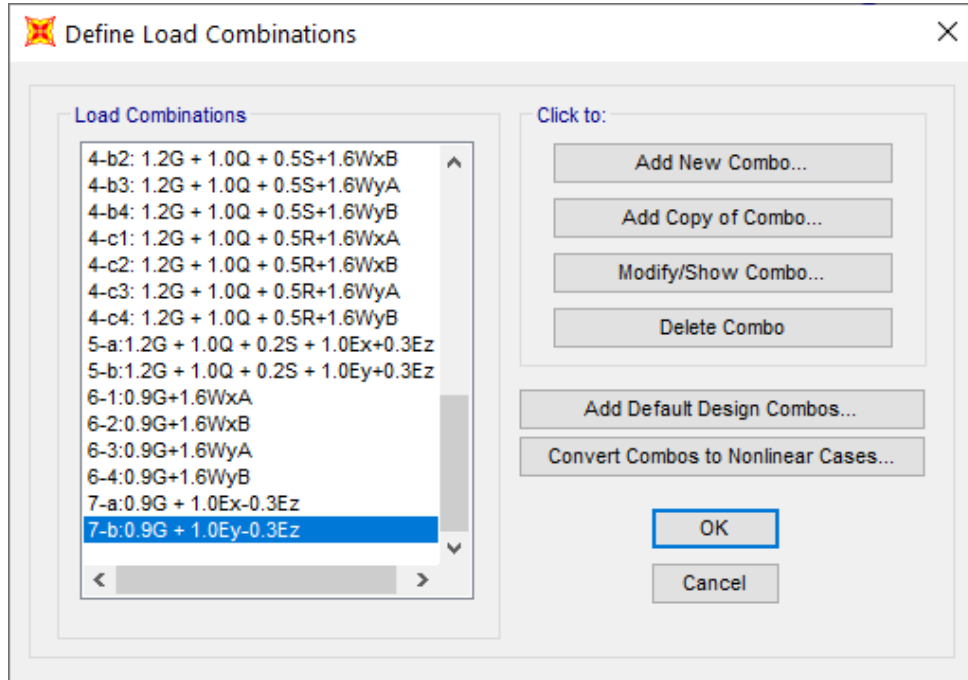 Define Load Combinations
Load Combinations
4-b2: 1.2G + 1.0Q + 0.5S+1.6WxB
4-b3: 1.2G + 1.0Q + 0.5S+1.6WyA
4-b4: 1.2G + 1.0Q + 0.5S+1.6WyB
4-c1: 1.2G + 1.0Q + 0.5R+1.6WxA
4-c2: 1.2G + 1.0Q + 0.5R+1.6WxB
4-c3: 1.2G + 1.0Q + 0.5R+1.6WyA
4-c4: 1.2G + 1.0Q + 0.5R+1.6WyB
5-a:1.2G + 1.0Q + 0.2S + 1.0Ex+0.3Ez
5-b:1.2G + 1.0Q + 0.2S + 1.0Ey+0.3Ez
6-1:0.9G+1.6WxA
6-2:0.9G+1.6WxB
6-3:0.9G+1.6WyA
6-4:0.9G+1.6WyB
7-a:0.9G + 1.0Ex-0.3Ez
7-b:0.9G + 1.0Ey-0.3Ez
Click to:
Add New Combo...
Add Copy of Combo...
Modify/Show Combo...
Delete Combo
Add Default Design Combos...
Convert Combos to Nonlinear Cases...
OK
Cancel